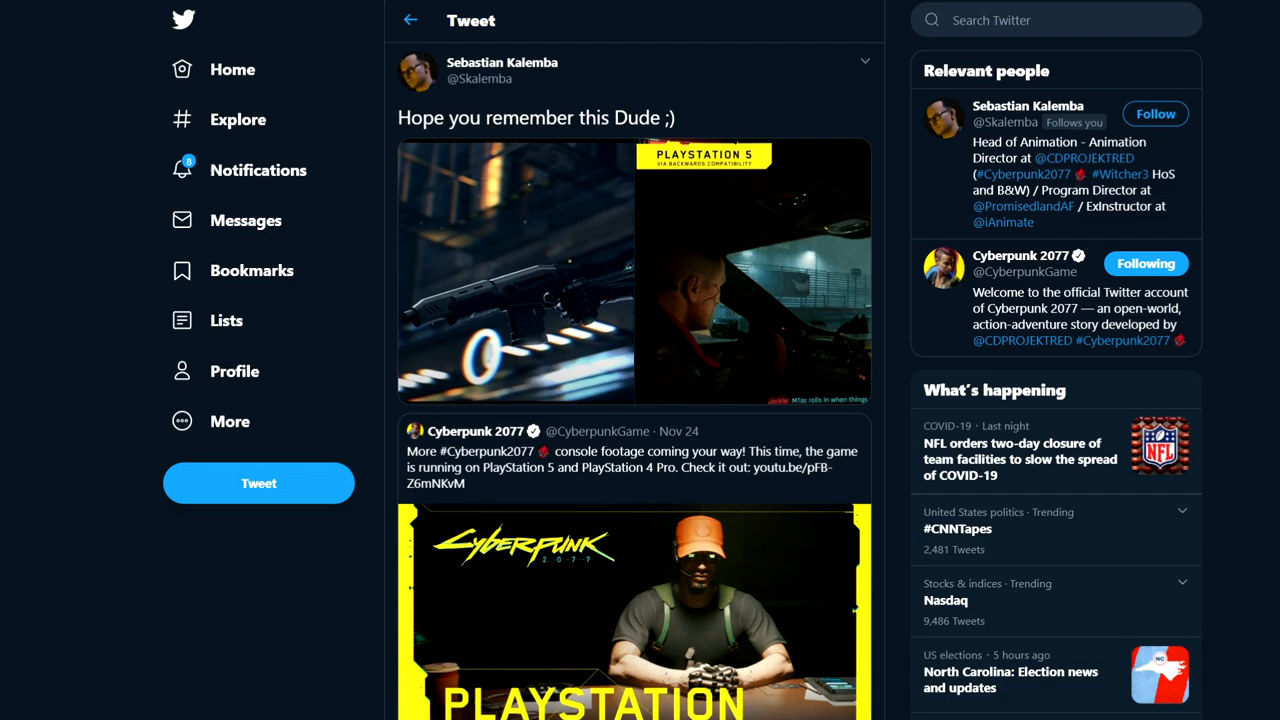 Home
Explore
8
Notifications
Messages
Bookmarks
Lists
Profile
More
Tweet
Tweet
Sebastian Kalemba
@Skalemba
Hope you remember this Dude ;)
PLAYSTATION 5
VIA BACKWARDS COMPATIBILITY
Jackie: MTac rolls in when things
Cyberpunk 2077 @CyberpunkGame · Nov 24
More #Cyberpunk2077 console footage coming your way! This time, the game
is running on PlayStation 5 and PlayStation 4 Pro. Check it out: youtu.be/pFB-
Z6mNKvM
Cyberpunk
2077
PLAYSTATION
Search Twitter
Relevant people
Sebastian Kalemba
Follow
@Skalemba Follows you
Head of Animation - Animation
Director at @CDPROJEKTRED
(#Cyberpunk2077 #Witcher3 HoS
and B&W) / Program Director at
@PromisedlandAF / ExInstructor at
@iAnimate
Cyberpunk 2077
Following
@CyberpunkGame
Welcome to the official Twitter account
of Cyberpunk 2077 — an open-world,
action-adventure story developed by
@CDPROJEKTRED #Cyberpunk2077
What's happening
COVID-19 · Last night
NFL orders two-day closure of
team facilities to slow the spread
of COVID-19
NFL
United States politics · Trending
#CNNTapes
2,481 Tweets
Stocks & indices · Trending
Nasdaq
9,486 Tweets
US elections · 5 hours ago
North Carolina: Election news
and updates
NC